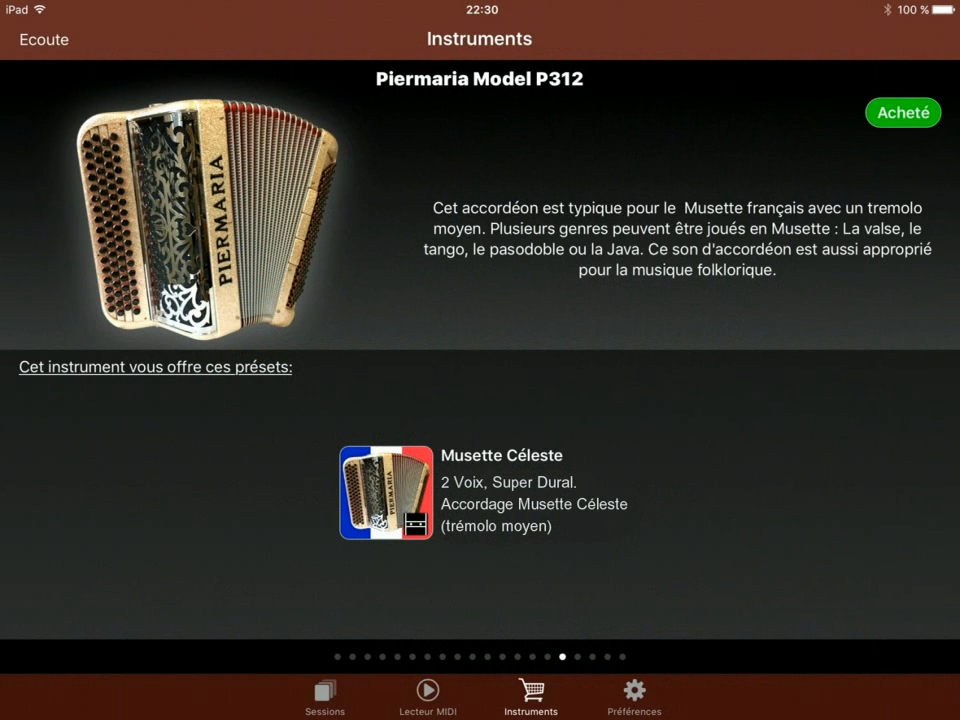 iPad 22:30 100 %
Ecoute Instruments
Piermaria Model P312
Acheté
PIERMARIA
Cet accordéon est typique pour le Musette français avec un tremolo
moyen. Plusieurs genres peuvent être joués en Musette : La valse, le
tango, le pasodoble ou la Java. Ce son d'accordéon est aussi approprié
pour la musique folklorique.
Cet instrument vous offre ces présets:
PIERMARIA
Musette Céleste
2 Voix, Super Dural.
Accordage Musette Céleste
(trémolo moyen)
Sessions Lecteur MIDI Instruments Préférences